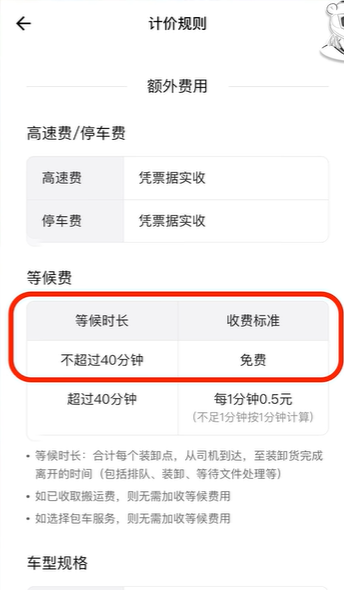 计价规则
额外费用
高速费/停车费
高速费 凭票据实收
停车费 凭票据实收
等候费
等候时长 收费标准
不超过40分钟 免费
超过40分钟 每1分钟0.5元
(不足1分钟按1分钟计算)
• 等候时长：合计每个装卸点，从司机到达，至装卸货完成
离开的时间（包括排队、装卸、等待文件处理等）
• 如已收取搬运费，则无需加收等候费用
• 如选择包车服务，则无需加收等候费用
车型规格